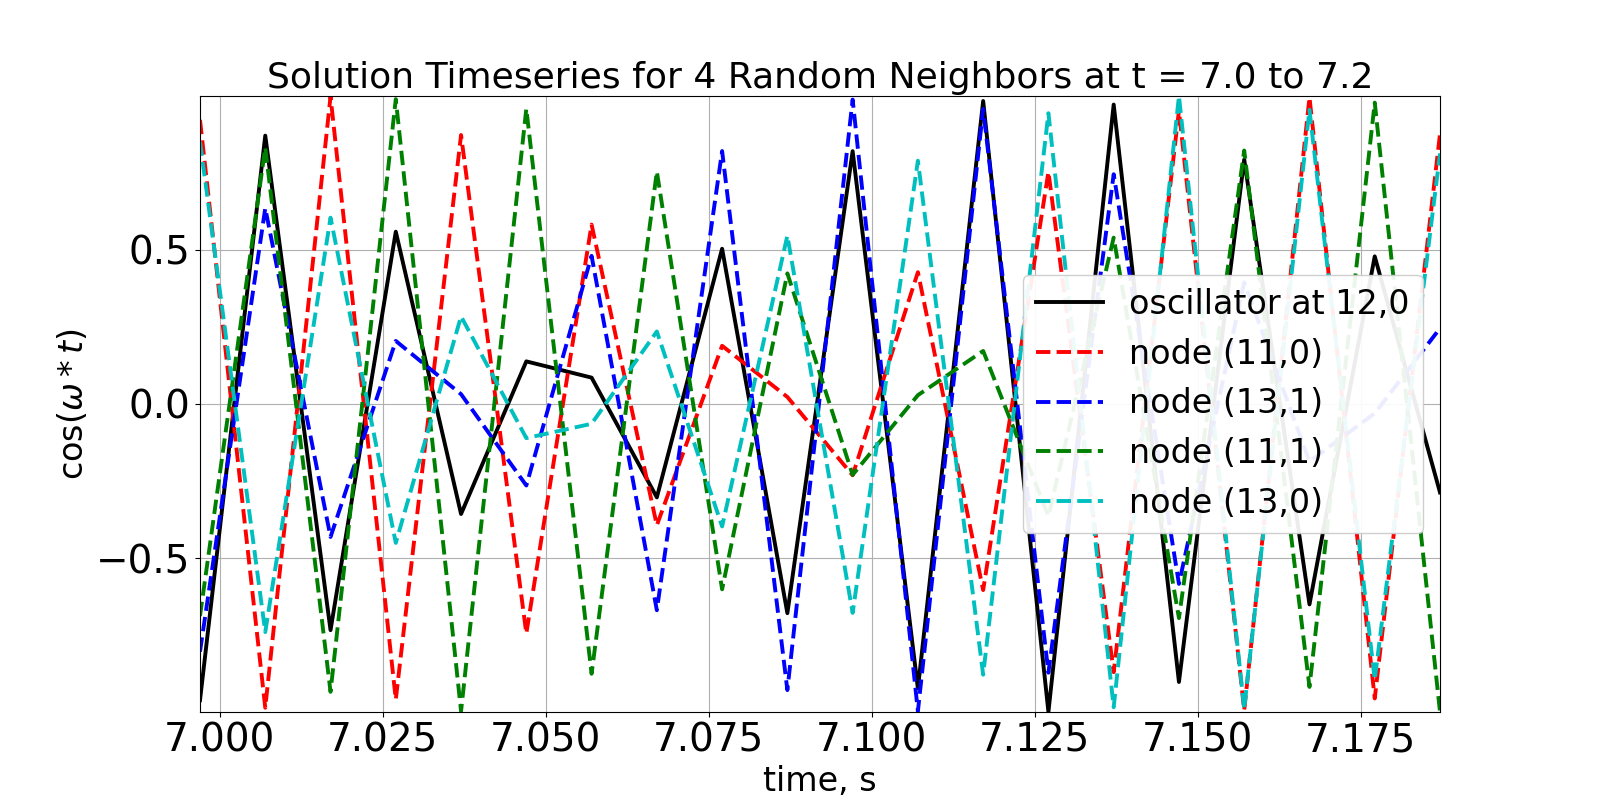 Solution Timeseries for 4 Random Neighbors at t = 7.0 to 7.2
cos(ω * t)
0.5
0.0
−0.5
oscillator at 12,0
node (11,0)
node (13,1)
node (11,1)
node (13,0)
7.000 7.025 7.050 7.075 7.100 7.125 7.150 7.175
time, s